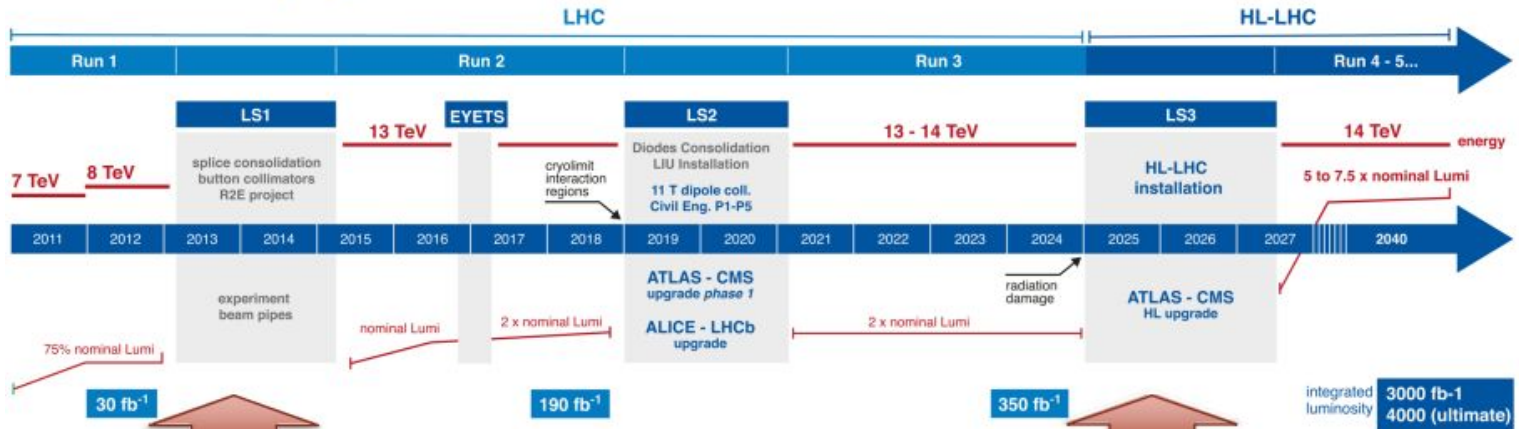 LHC
HL-LHC
Run 1
Run 2
Run 3
Run 4 - 5...
LS1
EYETS
LS2
LS3
13 TeV
13 - 14 TeV
14 TeV
energy
splice consolidation
button collimators
R2E project
Diodes Consolidation
LIU Installation
11 T dipole coll.
Civil Eng. P1-P5
cryolimit
interaction
regions
HL-LHC
installation
7 TeV
8 TeV
5 to 7.5 x nominal Lumi
2011
2012
2013
2014
2015
2016
2017
2018
2019
2020
2021
2022
2023
2024
2025
2026
2027
2040
experiment
beam pipes
ATLAS - CMS
upgrade phase 1
ALICE - LHCb
upgrade
radiation
damage
ATLAS - CMS
HL upgrade
75% nominal Lumi
nominal Lumi
2 x nominal Lumi
2 x nominal Lumi
30 fb-1
190 fb-1
350 fb-1
integrated
luminosity
3000 fb-1
4000 (ultimate)